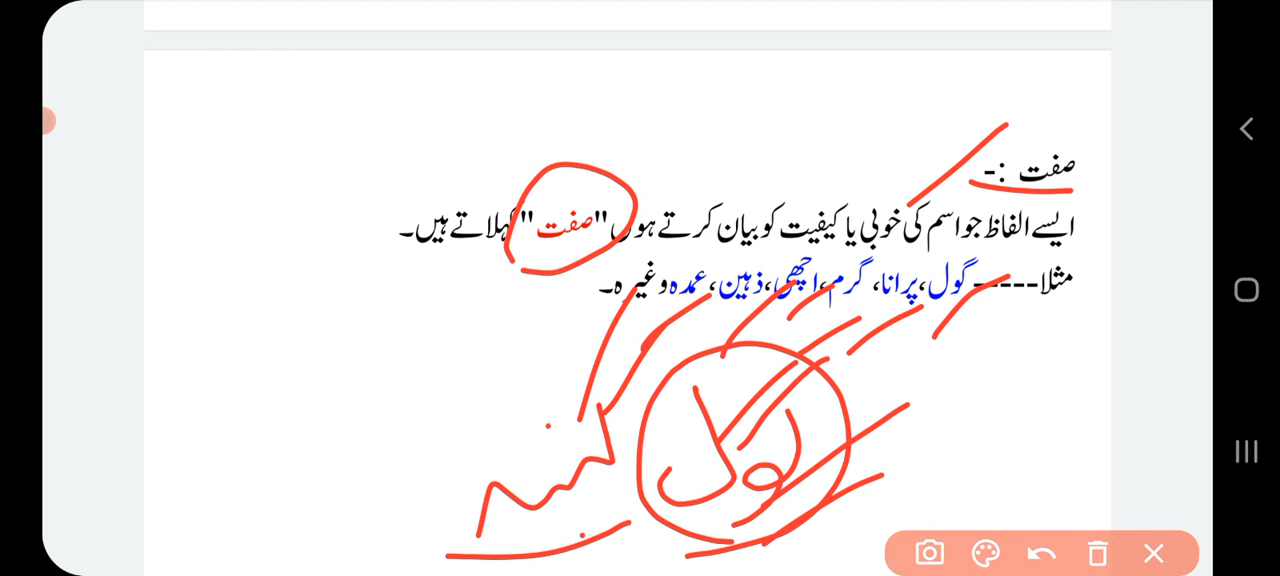 صفت :-
ایسے الفاظ جو اسم کی خوبی یا کیفیت کو بیان کرتے ہوں "صفت" کہلاتے ہیں۔
مثلا-----گول، پرانا، گرم، اچھی، ذہین، عمدہ وغیرہ۔
گول